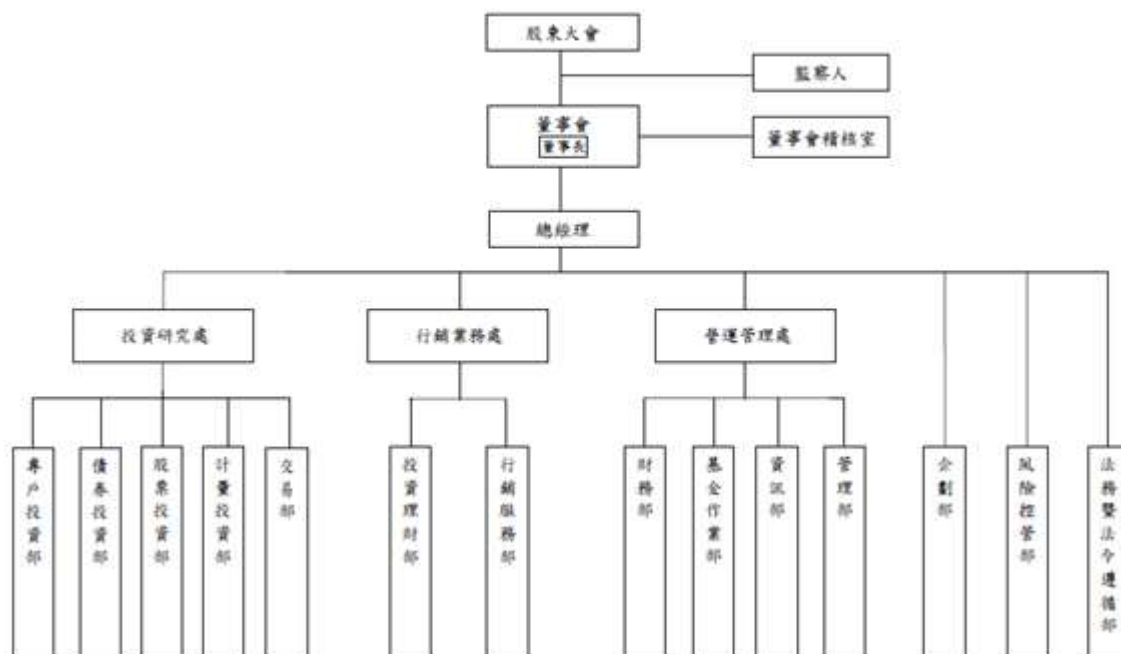 股東大會
監察人
董事會
董事長
董事會稽核室
總經理
投資研究處
行銷業務處
營運管理處
專戶投資部
債券投資部
股票投資部
計量投資部
交易部
投資理財部
行銷服務部
財務部
基金作業部
資訊部
管理部
企劃部
風險控管部
法務暨法令遵循部